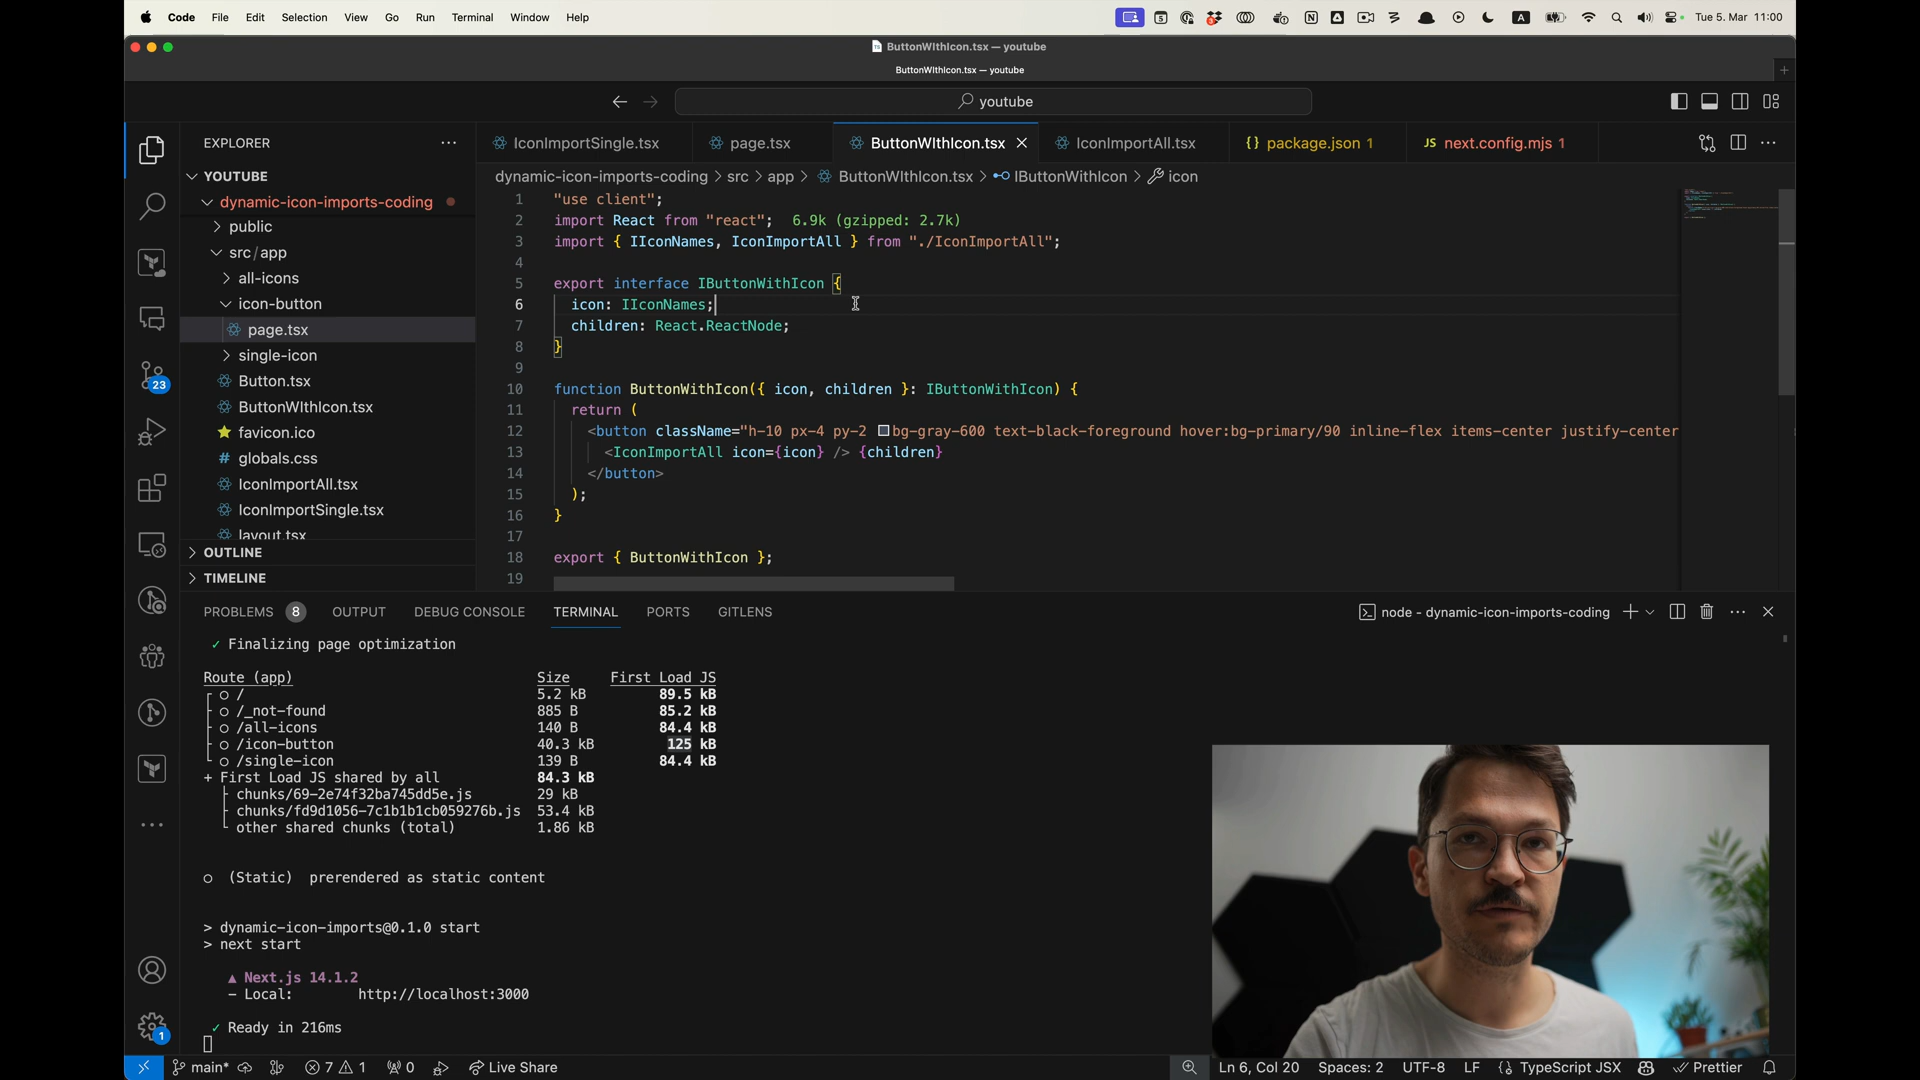 Code File Edit Selection View Go Run Terminal Window Help
Tue 5. Mar 11:00
ButtonWIthIcon.tsx — youtube
ButtonWIthIcon.tsx — youtube
youtube
EXPLORER
IconImportSingle.tsx
page.tsx
ButtonWIthIcon.tsx
IconImportAll.tsx
{} package.json 1
JS next.config.mjs 1
dynamic-icon-imports-coding > src > app > ButtonWIthIcon.tsx > IButtonWithIcon > icon
YOUTUBE
dynamic-icon-imports-coding
public
src/app
all-icons
icon-button
page.tsx
single-icon
Button.tsx
ButtonWIthIcon.tsx
favicon.ico
# globals.css
IconImportAll.tsx
IconImportSingle.tsx
layout.tsx
OUTLINE
TIMELINE
23
1
1 "use client";
2 import React from "react"; 6.9k (gzipped: 2.7k)
3 import { IIconNames, IconImportAll } from "./IconImportAll";
4
5 export interface IButtonWithIcon {
6 icon: IIconNames;
7 children: React.ReactNode;
8 }
9
10 function ButtonWithIcon({ icon, children }: IButtonWithIcon) {
11 return (
12 <button className="h-10 px-4 py-2 bg-gray-600 text-black-foreground hover:bg-primary/90 inline-flex items-center justify-center
13 <IconImportAll icon={icon} /> {children}
14 </button>
15 );
16 }
17
18 export { ButtonWithIcon };
19
PROBLEMS 8 OUTPUT DEBUG CONSOLE TERMINAL PORTS GITLENS
node - dynamic-icon-imports-coding
✓ Finalizing page optimization
Route (app) Size First Load JS
┌ ○ / 5.2 kB 89.5 kB
├ ○ /_not-found 885 B 85.2 kB
├ ○ /all-icons 140 B 84.4 kB
├ ○ /icon-button 40.3 kB 125 kB
└ ○ /single-icon 139 B 84.4 kB
+ First Load JS shared by all 84.3 kB
├ chunks/69-2e74f32ba745dd5e.js 29 kB
├ chunks/fd9d1056-7c1b1b1cb059276b.js 53.4 kB
└ other shared chunks (total) 1.86 kB
○ (Static) prerendered as static content
> dynamic-icon-imports@0.1.0 start
> next start
▲ Next.js 14.1.2
- Local: http://localhost:3000
✓ Ready in 216ms
main* 7 1 0 Live Share
Ln 6, Col 20 Spaces: 2 UTF-8 LF TypeScript JSX Prettier